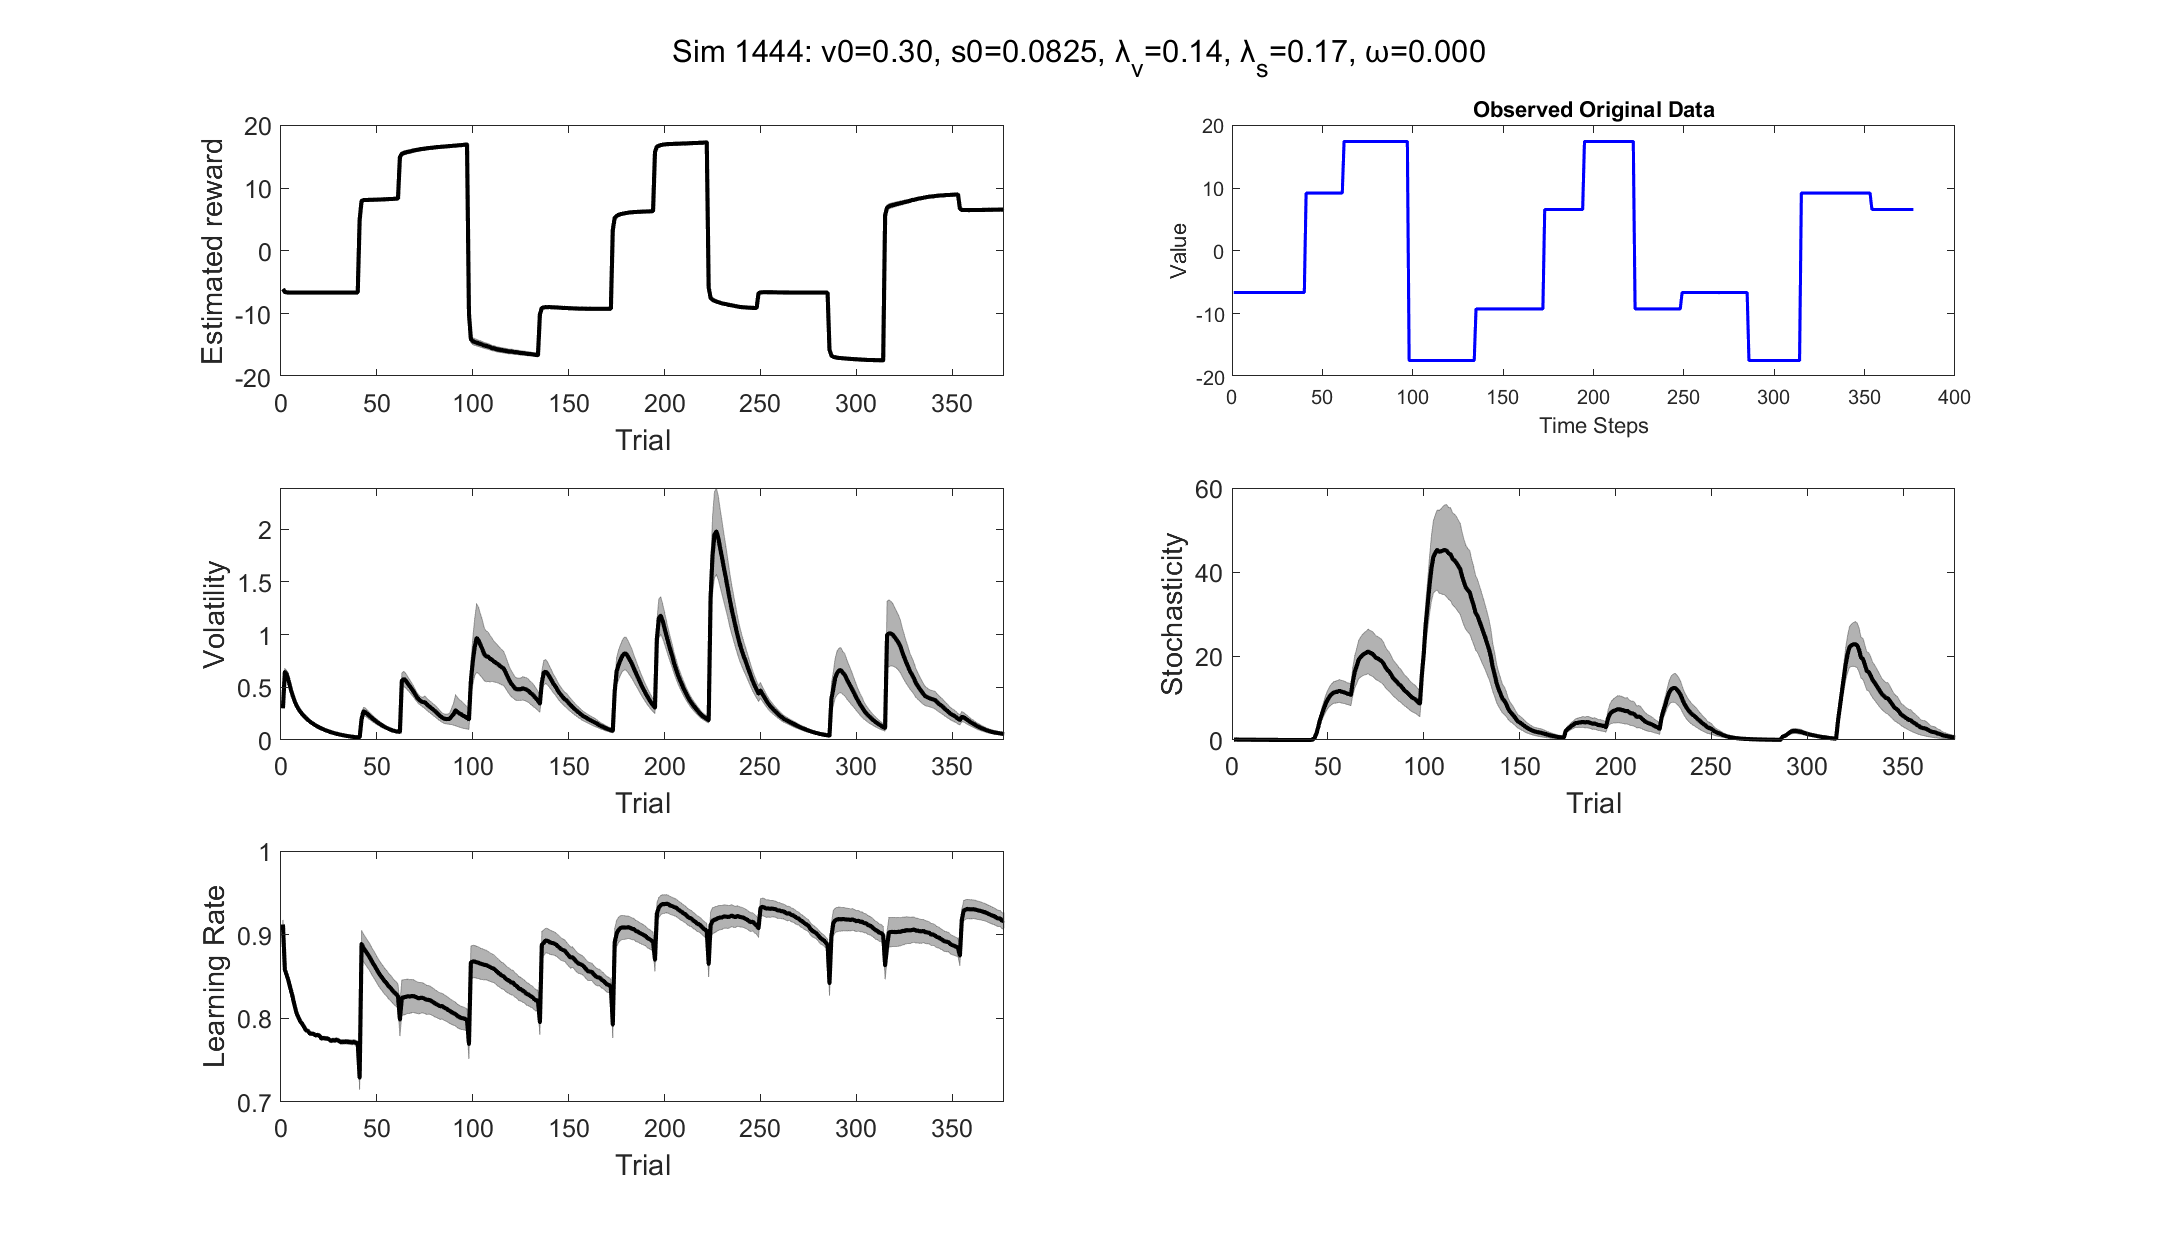 Sim 1444: v0=0.30, s0=0.0825, λv=0.14, λs=0.17, ω=0.000
20
10
0
-10
-20
Estimated reward
0 50 100 150 200 250 300 350
Trial
Observed Original Data
20
10
0
-10
-20
Value
0 50 100 150 200 250 300 350 400
Time Steps
2
1.5
1
0.5
0
Volatility
0 50 100 150 200 250 300 350
Trial
60
40
20
0
Stochasticity
0 50 100 150 200 250 300 350
Trial
1
0.9
0.8
0.7
Learning Rate
0 50 100 150 200 250 300 350
Trial